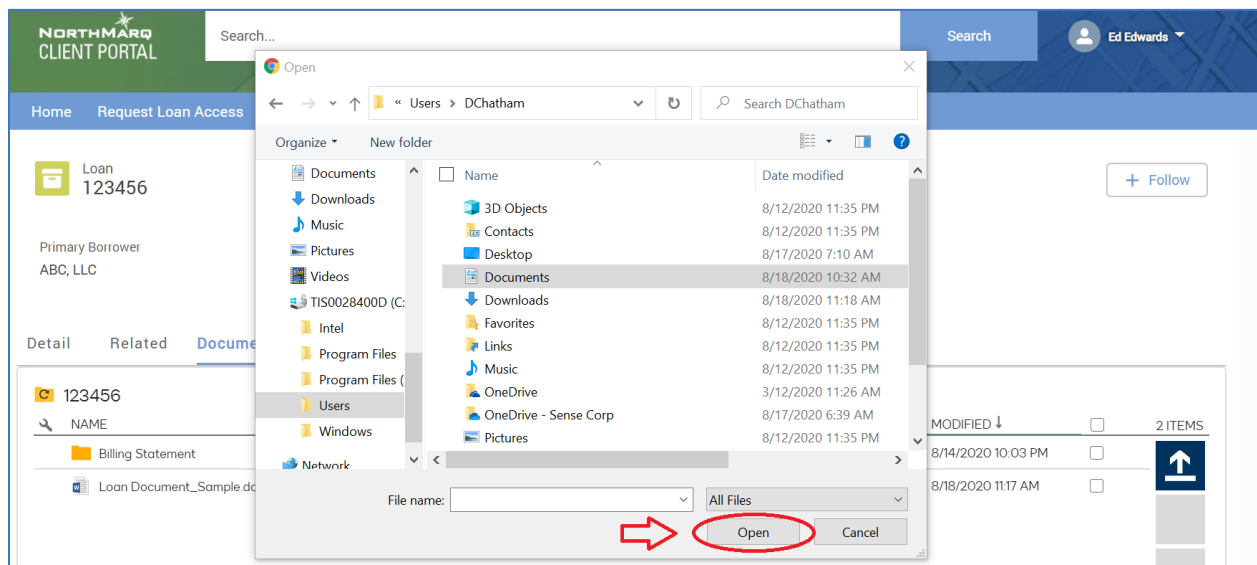 NORTHMARQ
CLIENT PORTAL
Search...
Search
Ed Edwards
Home Request Loan Access
Loan
123456
+ Follow
Primary Borrower
ABC, LLC
Detail Related Docume
123456
NAME
MODIFIED
2 ITEMS
Billing Statement
8/14/2020 10:03 PM
Loan Document_Sample.do
8/18/2020 11:17 AM
Open
« Users > DChatham
Search DChatham
Organize New folder
Documents
Downloads
Music
Pictures
Videos
TIS0028400D (C:
Intel
Program Files
Program Files (
Users
Windows
Network
Name Date modified
3D Objects 8/12/2020 11:35 PM
Contacts 8/12/2020 11:35 PM
Desktop 8/17/2020 7:10 AM
Documents 8/18/2020 10:32 AM
Downloads 8/18/2020 11:18 AM
Favorites 8/12/2020 11:35 PM
Links 8/12/2020 11:35 PM
Music 8/12/2020 11:35 PM
OneDrive 3/12/2020 11:26 AM
OneDrive - Sense Corp 8/17/2020 6:39 AM
Pictures 8/12/2020 11:35 PM
File name:
All Files
Open Cancel